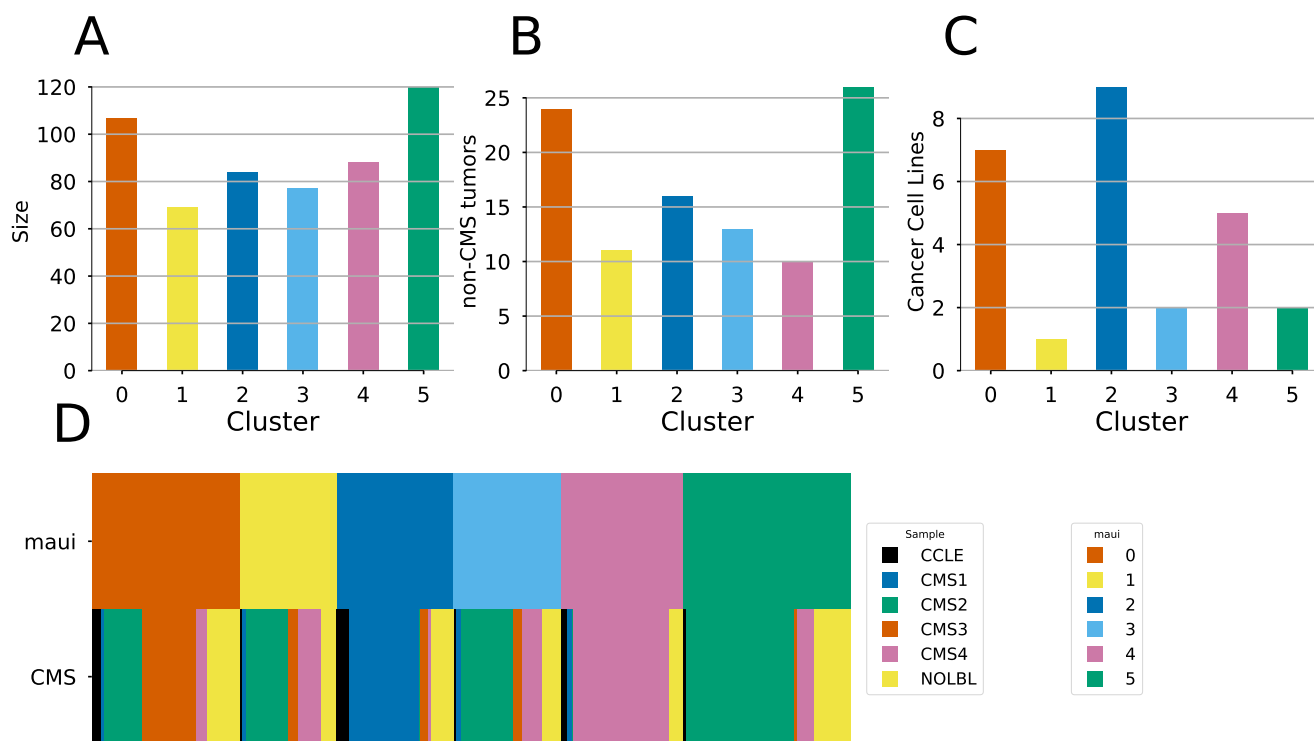 A
B
C
120
100
80
60
40
20
0
Size
0 1 2 3 4 5
Cluster
25
20
15
10
5
0
non-CMS tumors
0 1 2 3 4 5
Cluster
8
6
4
2
0
Cancer Cell Lines
0 1 2 3 4 5
Cluster
D
maui
CMS
Sample
CCLE
CMS1
CMS2
CMS3
CMS4
NOLBL
maui
0
1
2
3
4
5